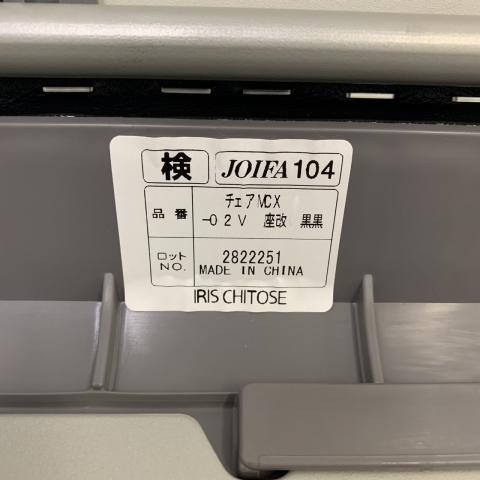 検 JOIFA 104
品番 チェアMCX
-02V 座改 黒黒
ロット
NO. 2822251
MADE IN CHINA
IRIS CHITOSE